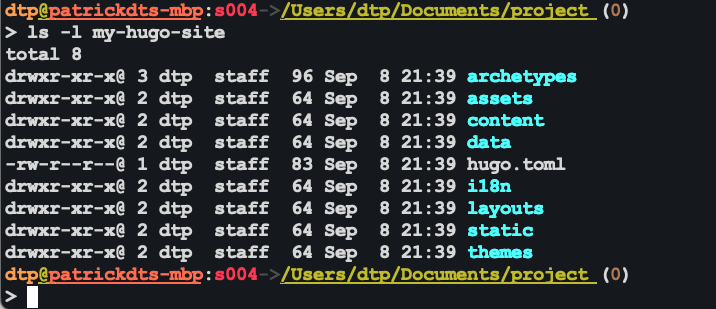 dtp@patrickdts-mbp:s004->/Users/dtp/Documents/project (0)
> ls -l my-hugo-site
total 8
drwxr-xr-x@ 3 dtp  staff  96 Sep  8 21:39 archetypes
drwxr-xr-x@ 2 dtp  staff  64 Sep  8 21:39 assets
drwxr-xr-x@ 2 dtp  staff  64 Sep  8 21:39 content
drwxr-xr-x@ 2 dtp  staff  64 Sep  8 21:39 data
-rw-r--r--@ 1 dtp  staff  83 Sep  8 21:39 hugo.toml
drwxr-xr-x@ 2 dtp  staff  64 Sep  8 21:39 i18n
drwxr-xr-x@ 2 dtp  staff  64 Sep  8 21:39 layouts
drwxr-xr-x@ 2 dtp  staff  64 Sep  8 21:39 static
drwxr-xr-x@ 2 dtp  staff  64 Sep  8 21:39 themes
dtp@patrickdts-mbp:s004->/Users/dtp/Documents/project (0)
>